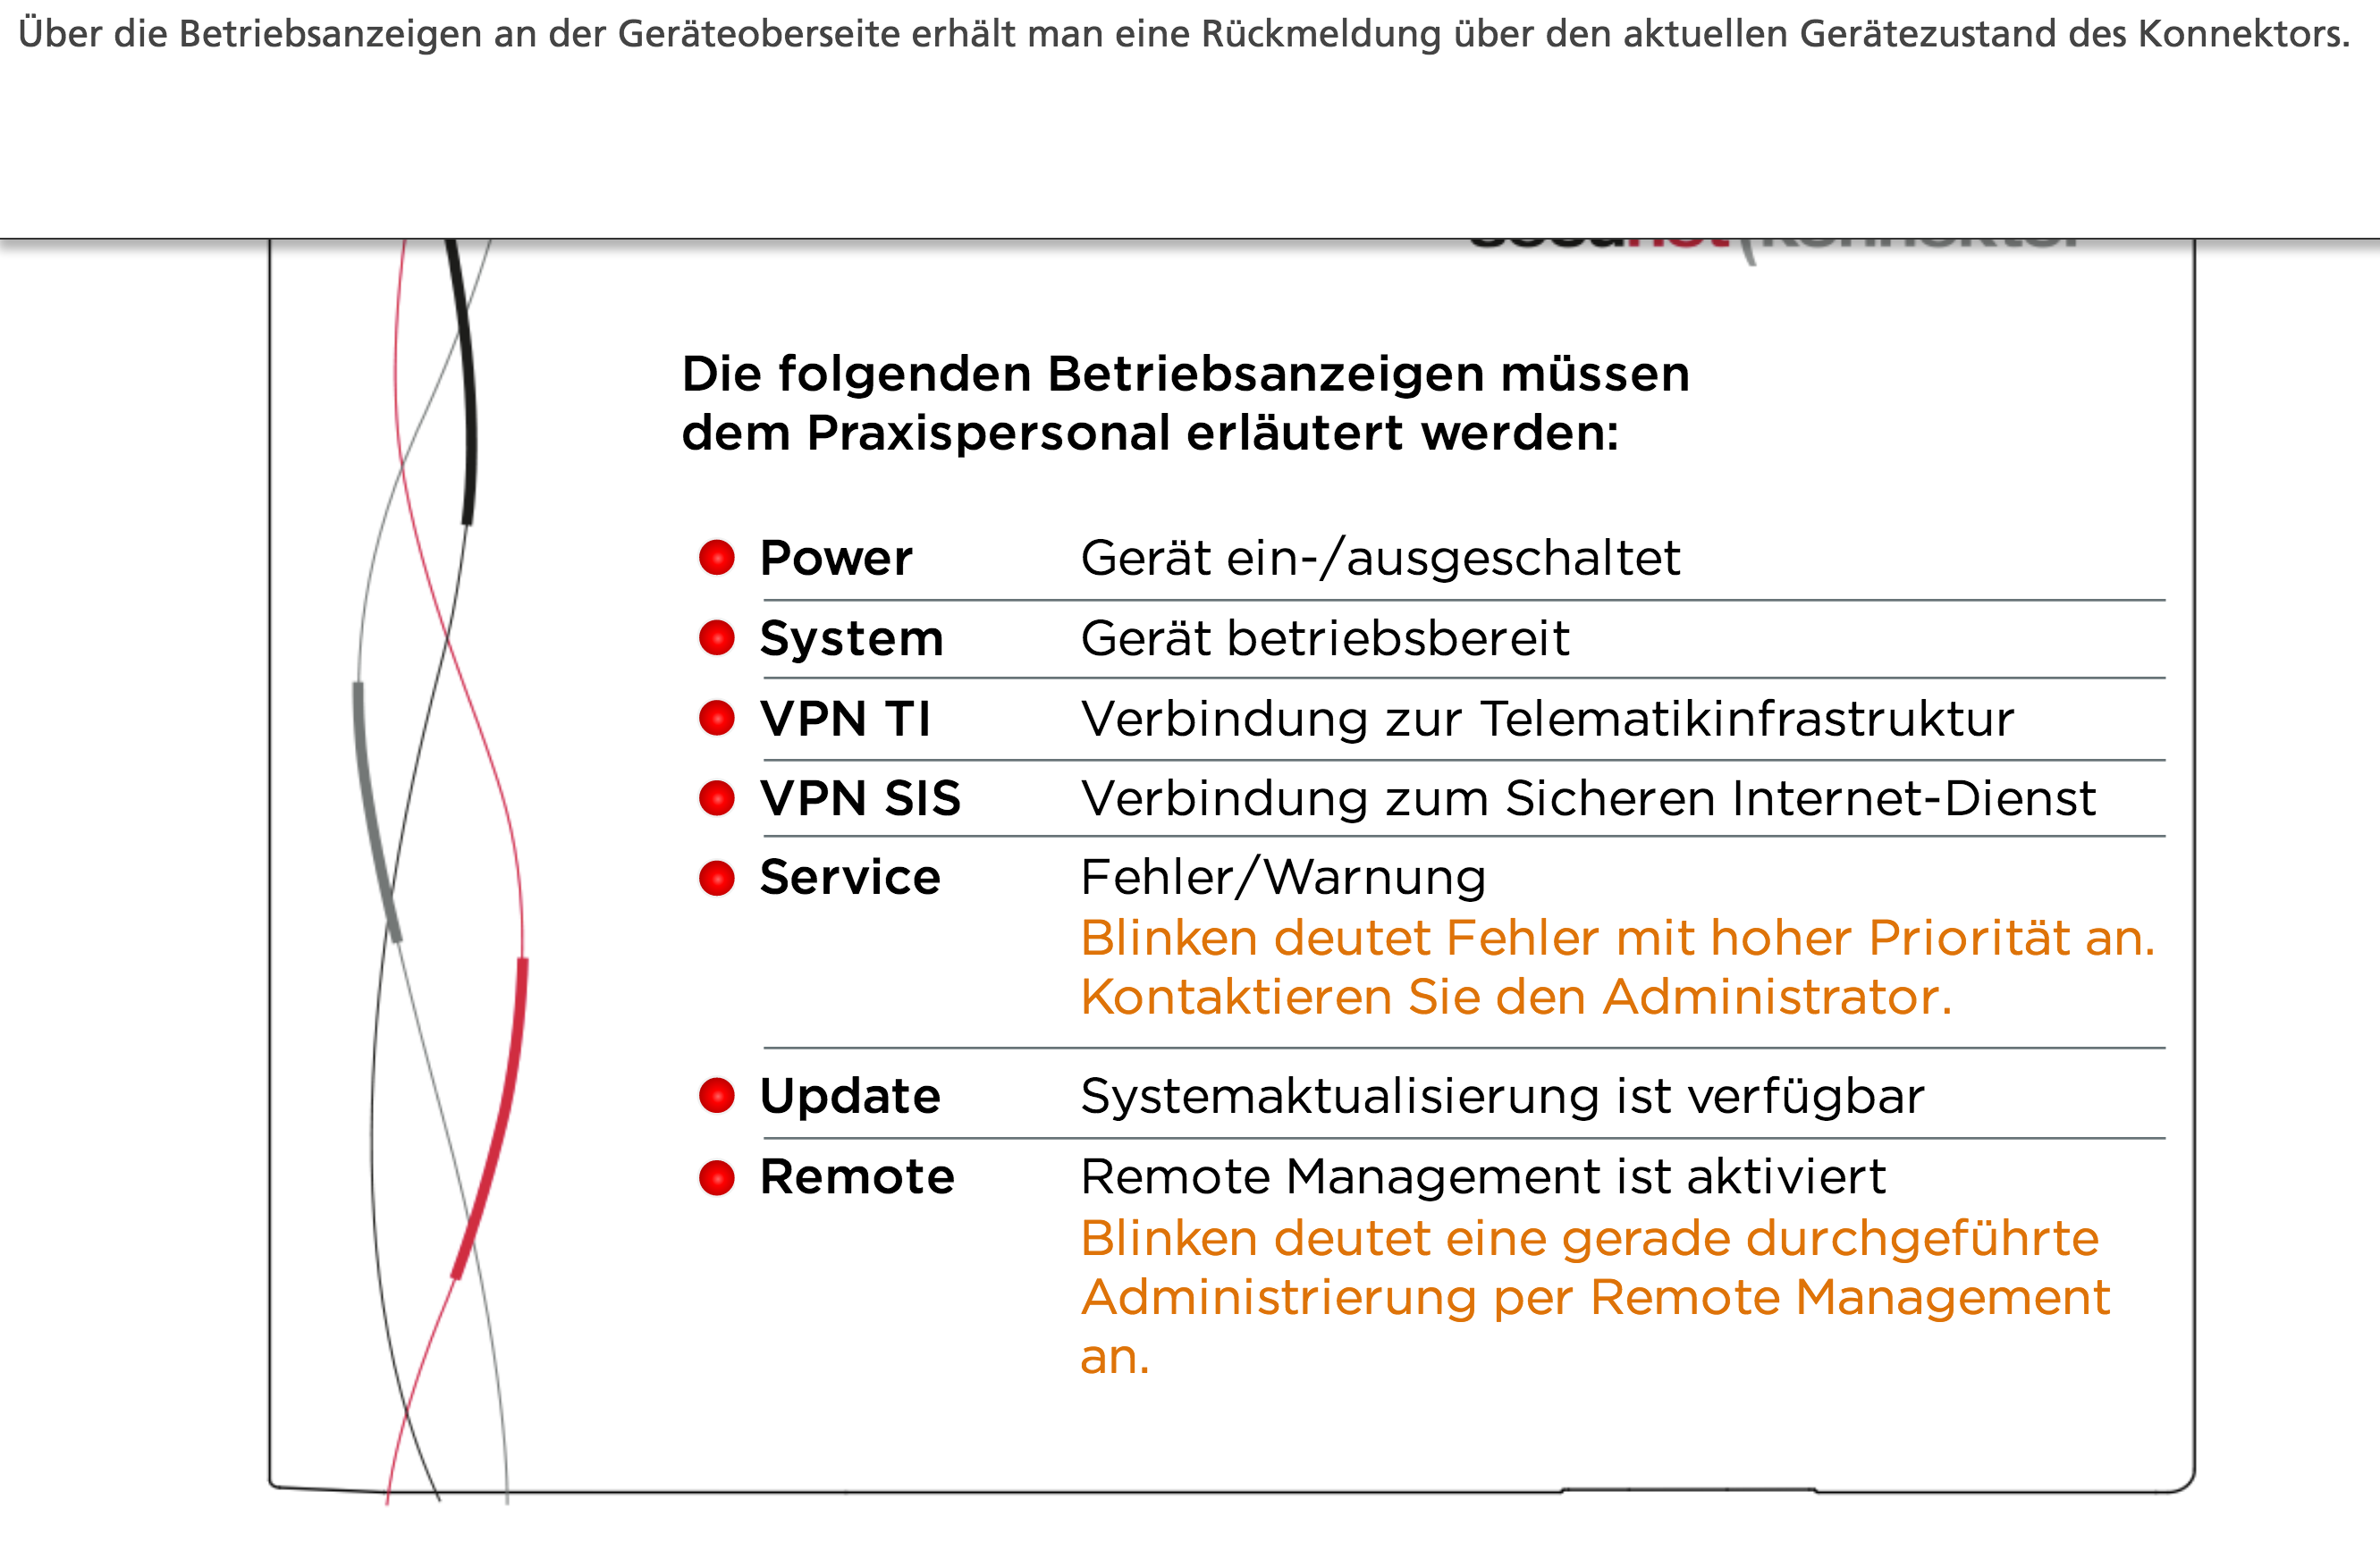 Über die Betriebsanzeigen an der Geräteoberseite erhält man eine Rückmeldung über den aktuellen Gerätezustand des Konnektors.
Die folgenden Betriebsanzeigen müssen
dem Praxispersonal erläutert werden:
Power Gerät ein-/ausgeschaltet
System Gerät betriebsbereit
VPN TI Verbindung zur Telematikinfrastruktur
VPN SIS Verbindung zum Sicheren Internet-Dienst
Service Fehler/Warnung
Blinken deutet Fehler mit hoher Priorität an.
Kontaktieren Sie den Administrator.
Update Systemaktualisierung ist verfügbar
Remote Remote Management ist aktiviert
Blinken deutet eine gerade durchgeführte
Administrierung per Remote Management
an.